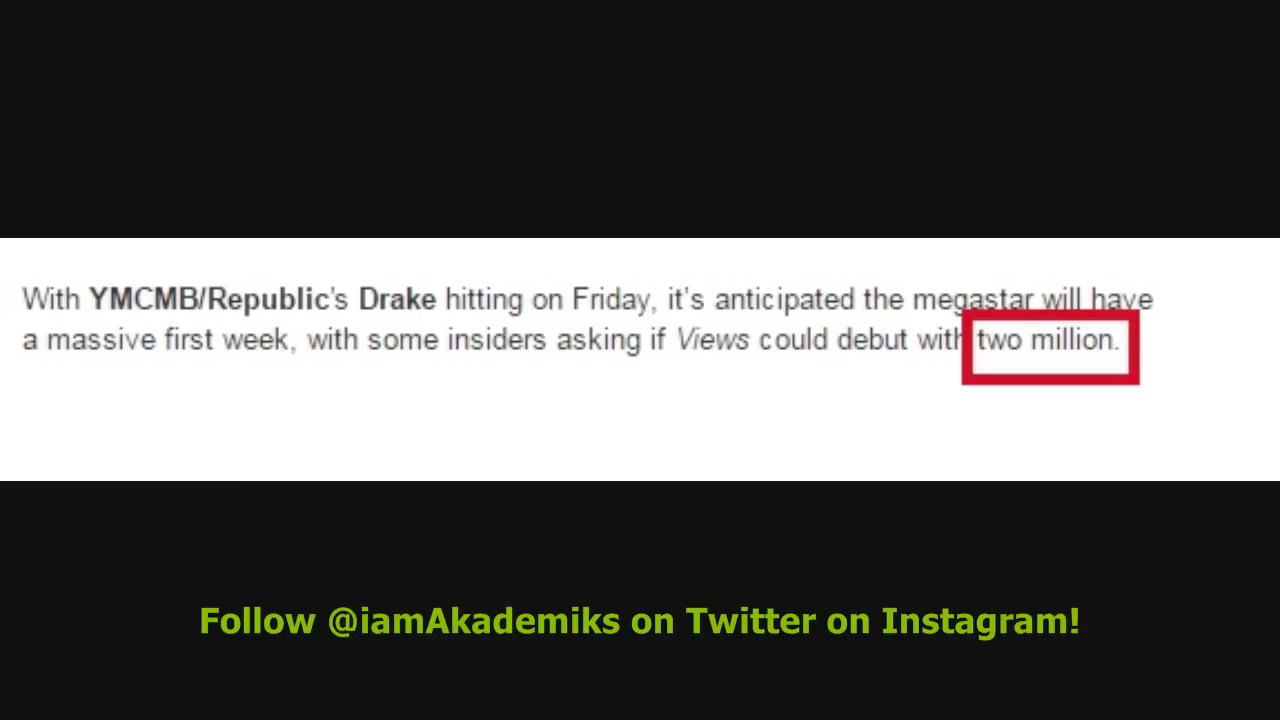 With YMCMB/Republic's Drake hitting on Friday, it's anticipated the megastar will have
a massive first week, with some insiders asking if Views could debut with two million.
Follow @iamAkademiks on Twitter on Instagram!